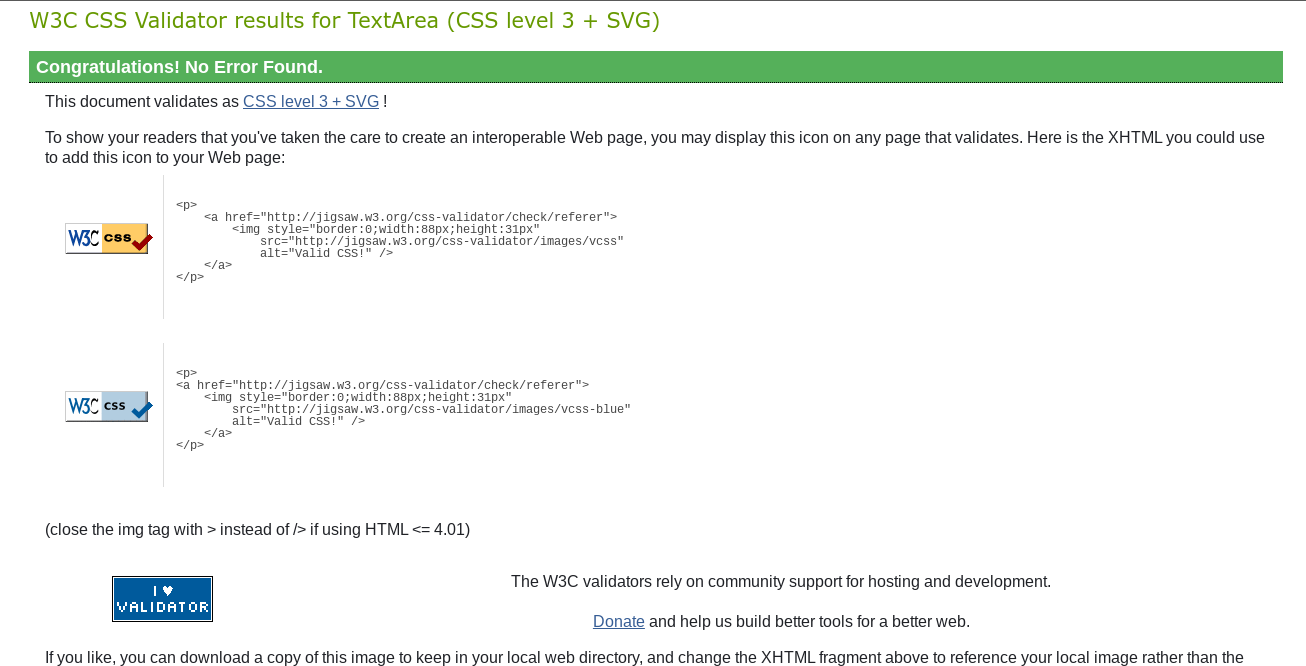 W3C CSS Validator results for TextArea (CSS level 3 + SVG)
Congratulations! No Error Found.
This document validates as CSS level 3 + SVG !
To show your readers that you've taken the care to create an interoperable Web page, you may display this icon on any page that validates. Here is the XHTML you could use
to add this icon to your Web page:
W3C css
<p>
    <a href="http://jigsaw.w3.org/css-validator/check/referer">
        <img style="border:0;width:88px;height:31px"
            src="http://jigsaw.w3.org/css-validator/images/vcss"
            alt="Valid CSS!" />
    </a>
</p>
W3C css
<p>
<a href="http://jigsaw.w3.org/css-validator/check/referer">
    <img style="border:0;width:88px;height:31px"
        src="http://jigsaw.w3.org/css-validator/images/vcss-blue"
        alt="Valid CSS!" />
    </a>
</p>
(close the img tag with > instead of /> if using HTML <= 4.01)
I ♥
VALIDATOR
The W3C validators rely on community support for hosting and development.
Donate and help us build better tools for a better web.
If you like, you can download a copy of this image to keep in your local web directory, and change the XHTML fragment above to reference your local image rather than the